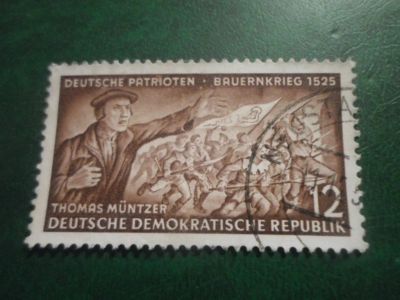 DEUTSCHE PATRIOTEN · BAUERNKRIEG 1525
THOMAS MÜNTZER
12
DEUTSCHE DEMOKRATISCHE REPUBLIK